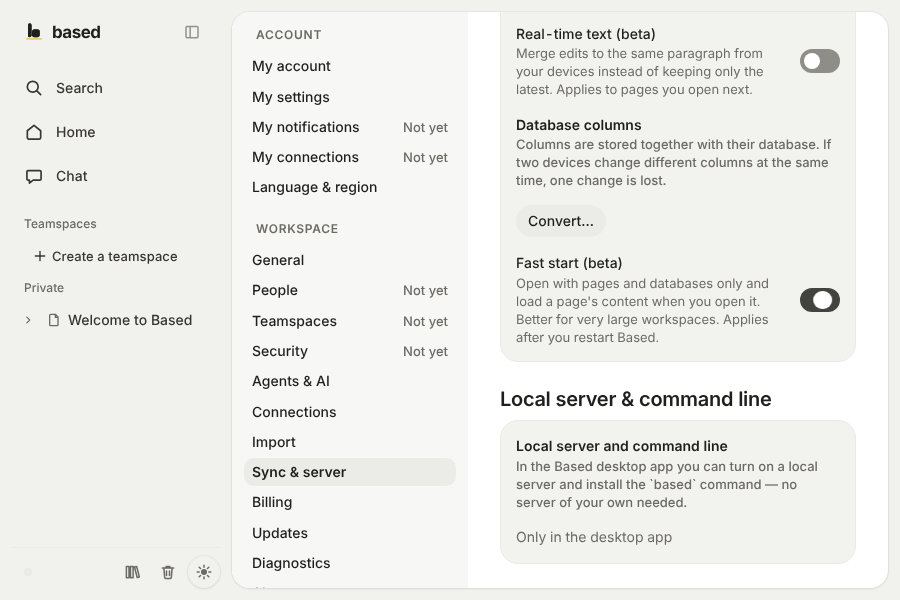 based
Search
Home
Chat
Teamspaces
Create a teamspace
Private
Welcome to Based
ACCOUNT
My account
My settings
My notifications Not yet
My connections Not yet
Language & region
WORKSPACE
General
People Not yet
Teamspaces Not yet
Security Not yet
Agents & AI
Connections
Import
Sync & server
Billing
Updates
Diagnostics
Real-time text (beta)
Merge edits to the same paragraph from
your devices instead of keeping only the
latest. Applies to pages you open next.
Database columns
Columns are stored together with their database. If
two devices change different columns at the same
time, one change is lost.
Convert...
Fast start (beta)
Open with pages and databases only and
load a page's content when you open it.
Better for very large workspaces. Applies
after you restart Based.
Local server & command line
Local server and command line
In the Based desktop app you can turn on a local
server and install the `based` command — no
server of your own needed.
Only in the desktop app